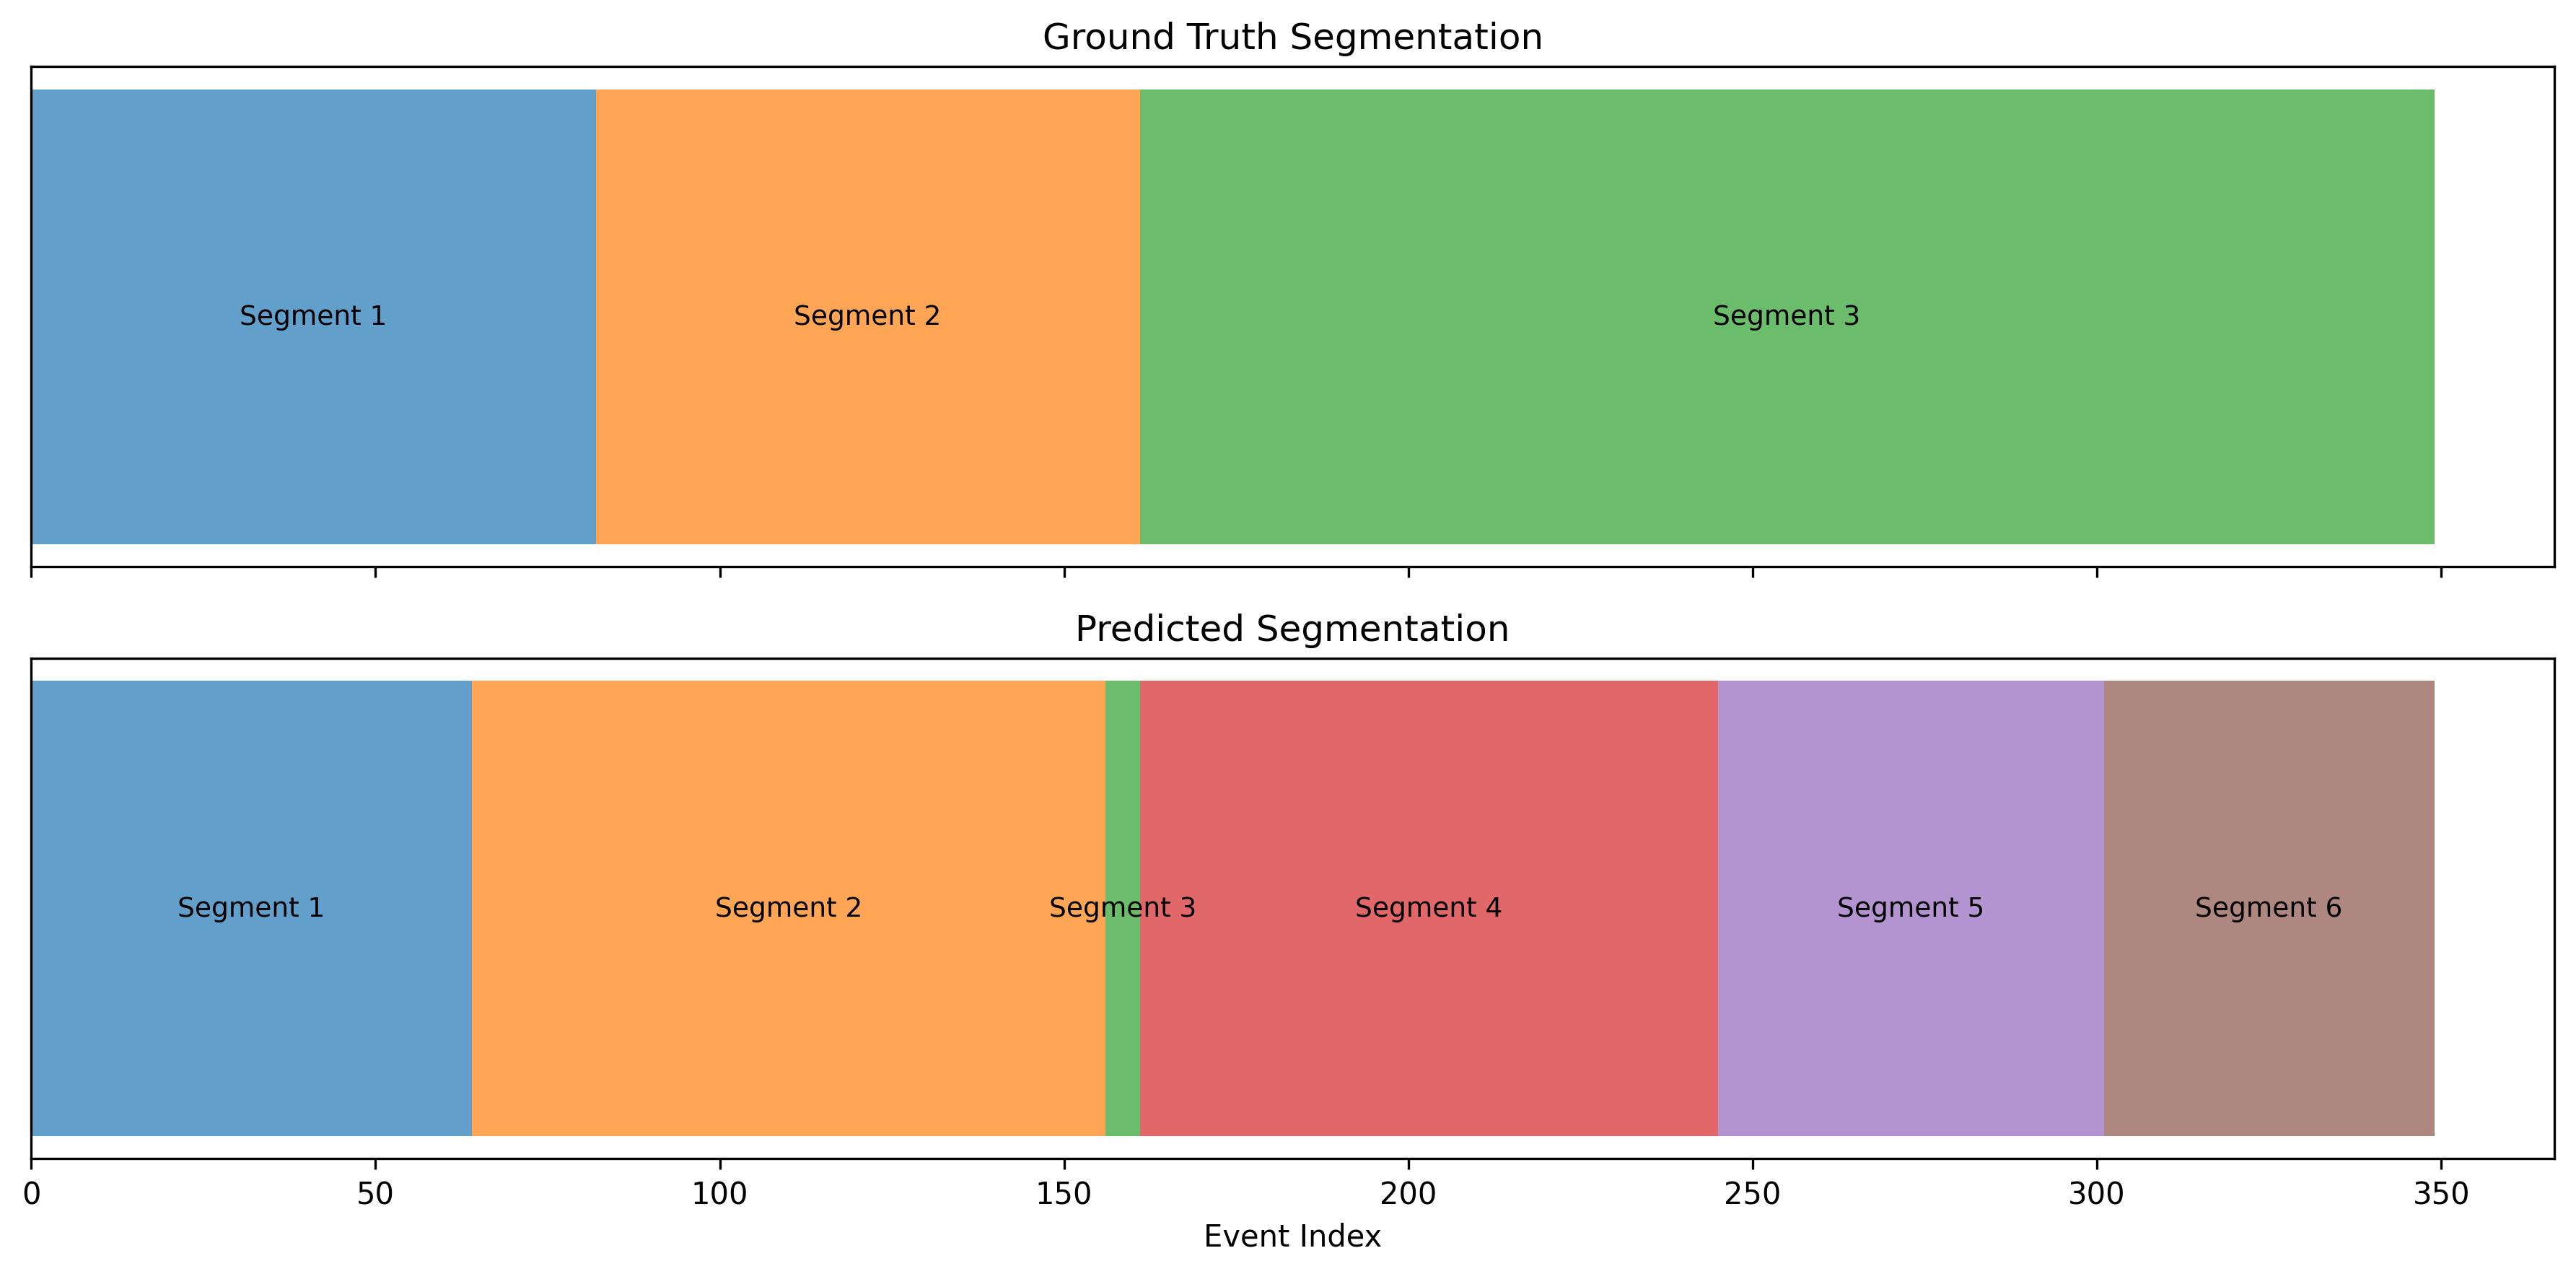 Ground Truth Segmentation
Segment 1 Segment 2 Segment 3
Predicted Segmentation
Segment 1 Segment 2 Segment 3 Segment 4 Segment 5 Segment 6
0 50 100 150 200 250 300 350
Event Index